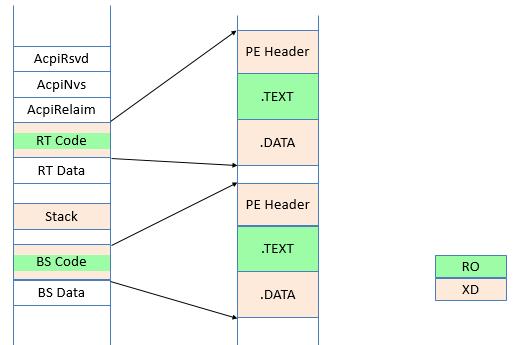 AcpiRsvd
AcpiNvs
AcpiRelaim
RT Code
RT Data
Stack
BS Code
BS Data
PE Header
.TEXT
.DATA
PE Header
.TEXT
.DATA
RO
XD